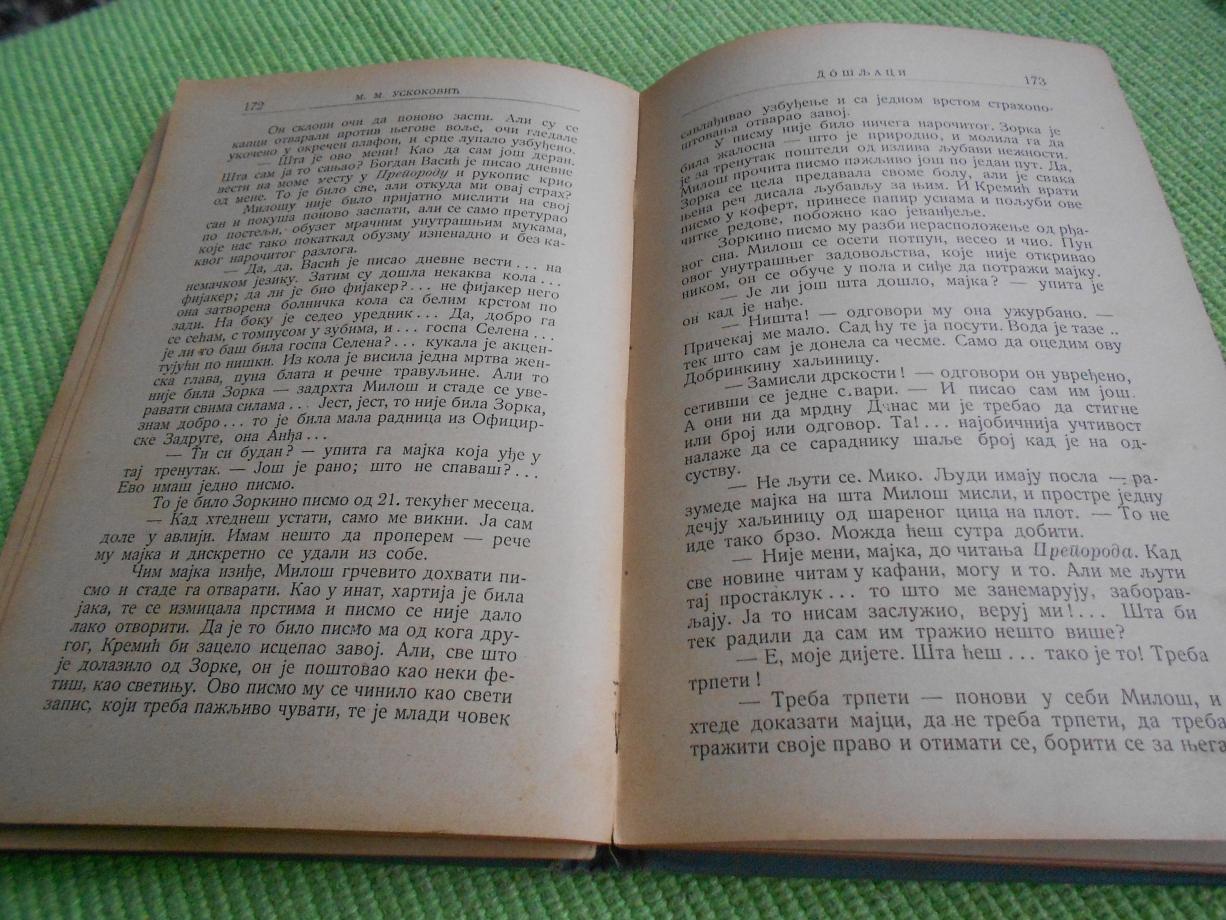 172
М. М. УСКОКОВИЋ
Он склопи очи да поново заспи. Али су се
капци отварали против његове воље, очи гледале
укочено у окречен плафон, и срце лупало узбуђено.
— Шта је ово мени! Као да сам још деран.
Шта сам ја то сањао? Богдан Васић је писао дневне
вести на моме месту у Препороду и рукопис крио
од мене. То је било све, али откуда ми овај страх?
Милошу није било пријатно мислити на свој
сан и покуша поново заспати, али се само претурао
по постељи, обузет мрачним унутрашњим мукама,
које нас тако покаткад обузму изненадно и без ка-
квог нарочитог разлога.
— Да, да, Васић је писао дневне вести... на
немачком језику. Затим су дошла некаква кола...
фијакер; да ли је био фијакер?... не фијакер него
она затворена болничка кола са белим крстом по
зади. На боку је седео уредник... Да, добро га
се сећам, с томпусом у зубима, и... госпа Селена...
је ли то баш била госпа Селена?... кукала је акцен-
тујући по нишки. Из кола је висила једна мртва жен-
ска глава, пуна блата и речне травуљине. Али то
није била Зорка — задрхта Милош и стаде се уве-
равати свима силама... Јест, јест, то није била Зорка,
знам добро... то је била мала радница из Официр-
ске Задруге, она Анђа...
— Ти си будан? — упита га мајка која уђе у
тај тренутак. — Још је рано; што не спаваш?...
Ево имаш једно писмо.
То је било Зоркино писмо од 21. текућег месеца.
— Кад хтеднеш устати, само ме викни. Ја сам
доле у авлији. Имам нешто да проперем — рече
му мајка и дискретно се удали из собе.
Чим мајка изиђе, Милош грчевито дохвати пи-
смо и стаде га отварати. Као у инат, хартија је била
јака, те се измицала прстима и писмо се није дало
лако отворити. Да је то било писмо ма од кога дру-
гог, Кремић би зацело исцепао завој. Али, све што
је долазило од Зорке, он је поштовао као неки фе-
тиш, као светињу. Ово писмо му се чинило као свети
запис, који треба пажљиво чувати, те је млади човек
ДОШЉАЦИ
173
савлађивао узбуђење и са једном врстом страхопо-
штовања отварао завој.
У писму није било ничега нарочитог. Зорка је
била жалосна — што је природно, и молила га да
је за тренутак поштеди од излива љубави нежности.
Милош прочита писмо пажљиво још по један пут. Да,
Зорка се цела предавала своме болу, али је свака
њена реч дисала љубављу за њим. И Кремић врати
писмо у коферт, принесе папир уснама и пољуби ове
читке редове, побожно као јеванђеље.
Зоркино писмо му разби нерасположење од рђа-
вог сна. Милош се осети потпун, весео и чио. Пун
овог унутрашњег задовољства, које није откривао
ником, он се обуче у пола и сиђе да потражи мајку.
— Је ли још шта дошло, мајка? — упита је
он кад је нађе.
— Ништа! — одговори му она ужурбано. —
Причекај ме мало. Сад ћу те ја посути. Вода је тазе ..
тек што сам је донела са чесме. Само да оцедим ову
Добринкину хаљиницу.
— Замисли дрскости! — одговори он увређено,
сетивши се једне ствари. — И писао сам им још.
А они ни да мрдну Данас ми је требао да стигне
или број или одговор. Та!... најобичнија учтивост
налаже да се сараднику шаље број кад је на од-
суству.
— Не љути се. Мико. Људи имају посла — ра-
зумеде мајка на шта Милош мисли, и простре једну
дечју хаљиницу од шареног цица на плот. — То не
иде тако брзо. Можда ћеш сутра добити.
— Није мени, мајка, до читања Препорода. Кад
све новине читам у кафани, могу и то. Али ме љути
тај простаклук... то што ме занемарују, заборав-
љају. Ја то нисам заслужио, веруј ми!... Шта би
тек радили да сам им тражио нешто више?
— Е, моје дијете. Шта ћеш... тако је то! Треба
трпети!
— Треба трпети — понови у себи Милош, и
хтеде доказати мајци, да не треба трпети, да треба
тражити своје право и отимати се, борити се за њега